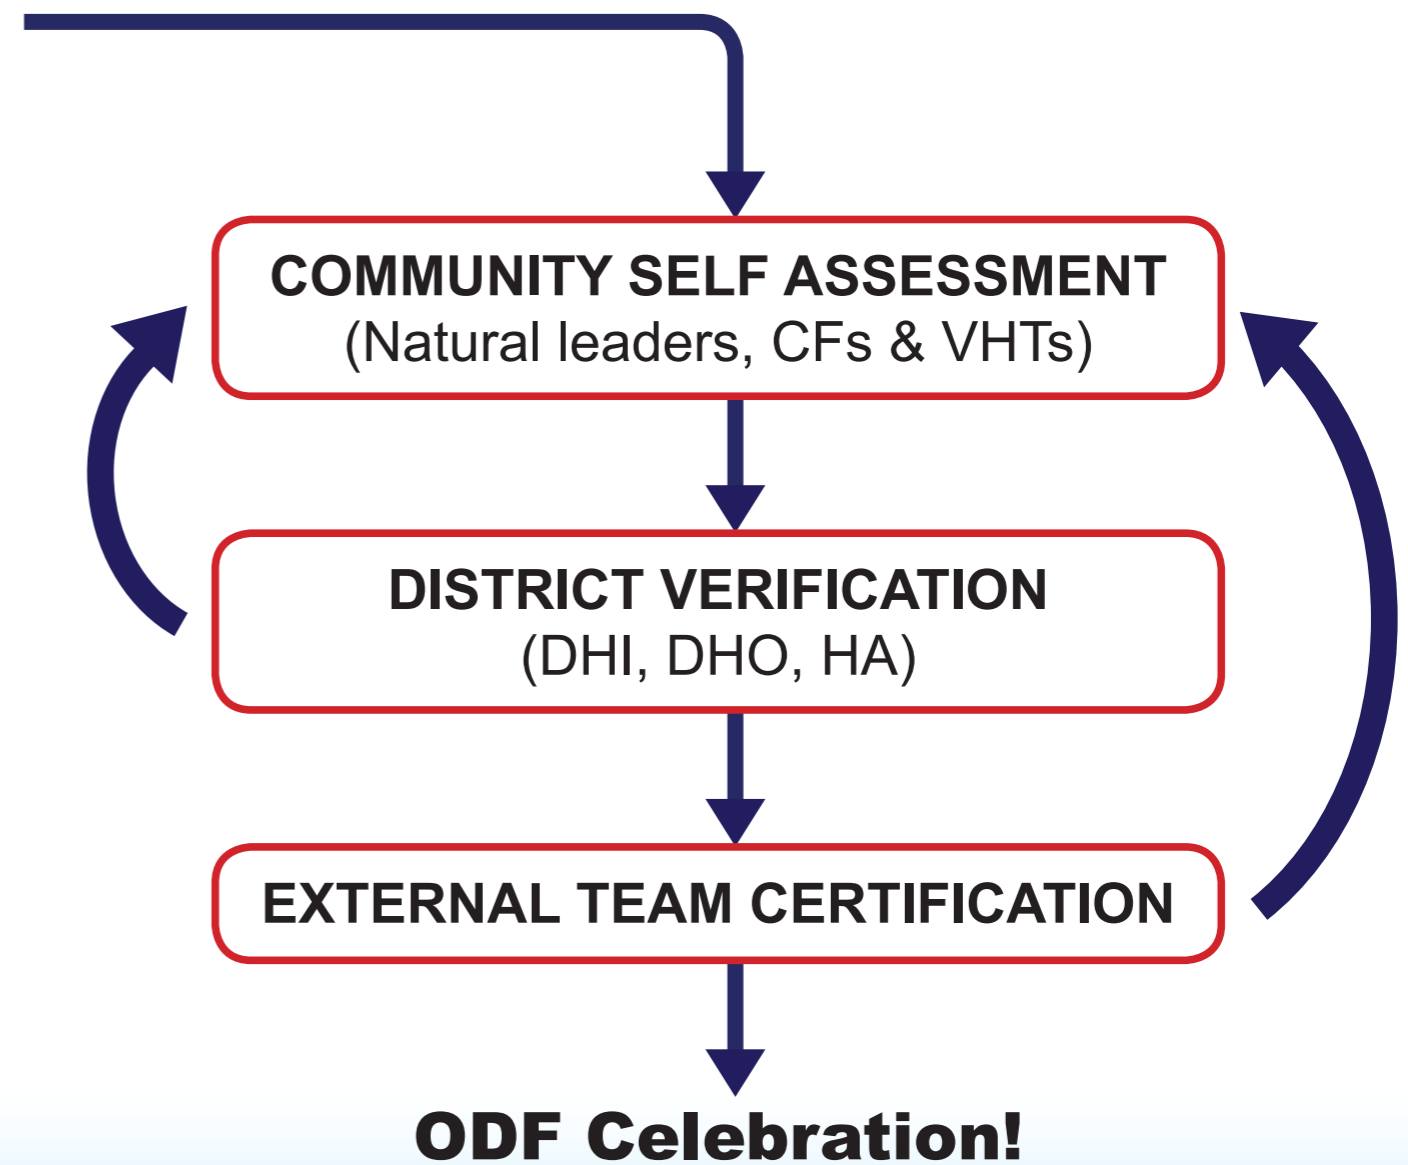 COMMUNITY SELF ASSESSMENT
(Natural leaders, CFs & VHTs)
DISTRICT VERIFICATION
(DHI, DHO, HA)
EXTERNAL TEAM CERTIFICATION
ODF Celebration!